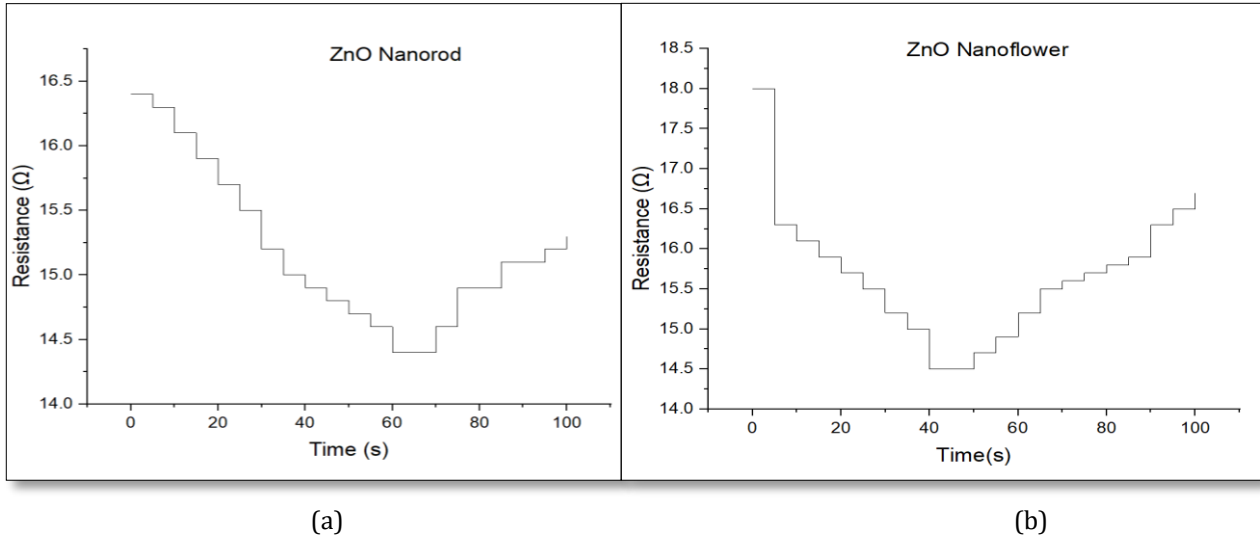 ZnO Nanorod
16.5
16.0
15.5
15.0
14.5
14.0
Resistance (Ω)
0 20 40 60 80 100
Time (s)
(a)
ZnO Nanoflower
18.5
18.0
17.5
17.0
16.5
16.0
15.5
15.0
14.5
14.0
Resistance (Ω)
0 20 40 60 80 100
Time(s)
(b)